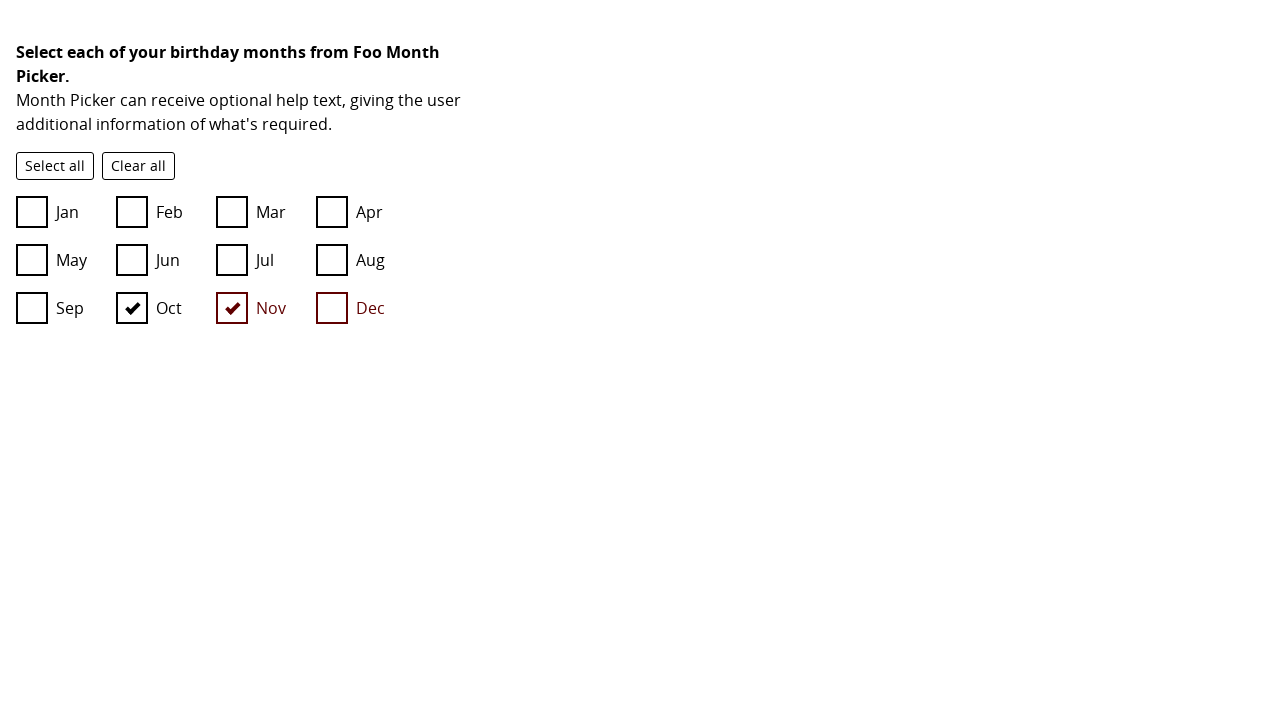 Select each of your birthday months from Foo Month
Picker.
Month Picker can receive optional help text, giving the user
additional information of what's required.
Select all Clear all
Jan Feb Mar Apr
May Jun Jul Aug
Sep Oct Nov Dec